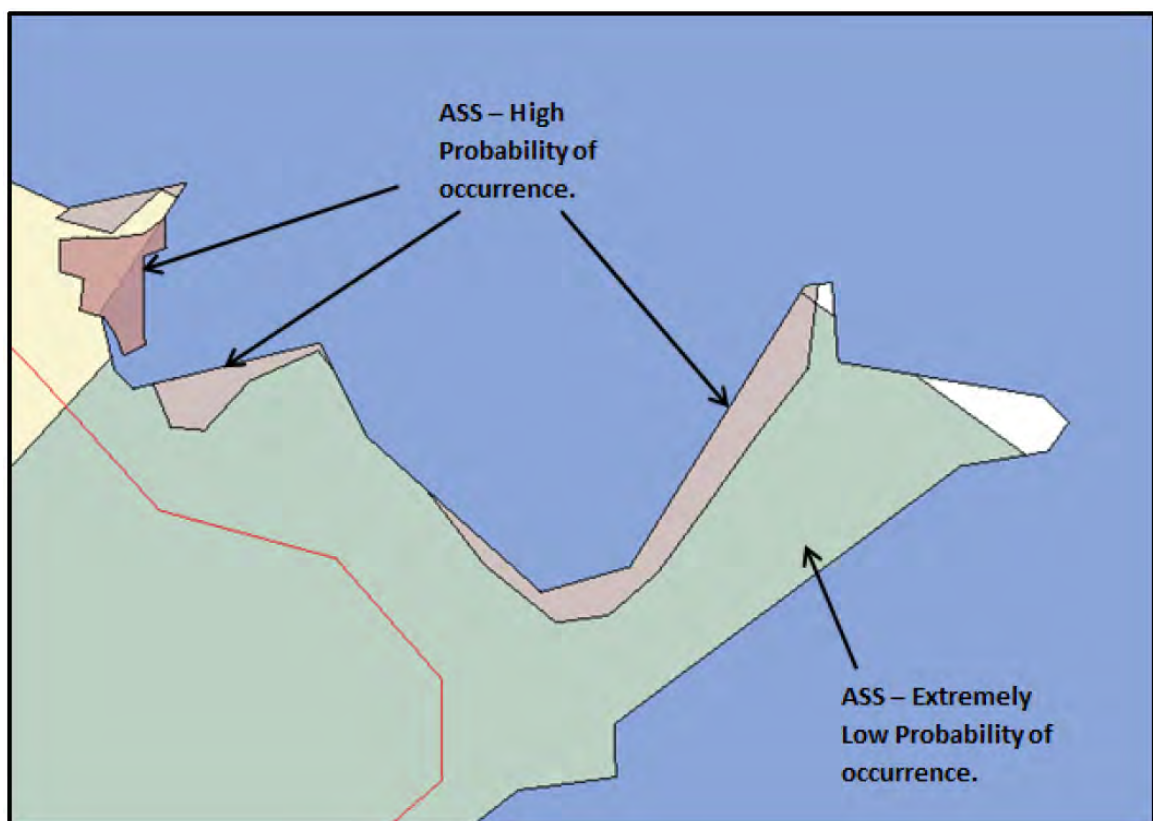 ASS – High
Probability of
occurrence.
ASS – Extremely
Low Probability of
occurrence.